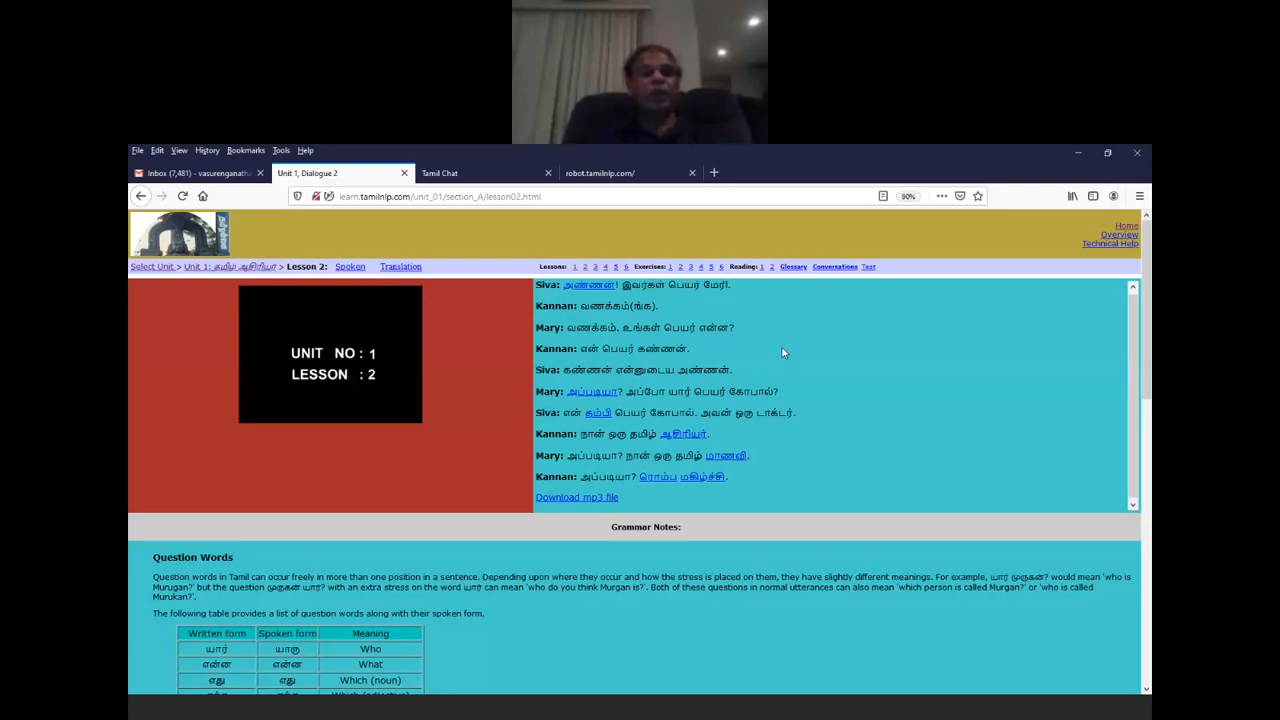 File Edit View History Bookmarks Tools Help
Inbox (7,481) - vasurenganath
Unit 1, Dialogue 2
Tamil Chat
robot.tamilnlp.com/
learn.tamilnlp.com/unit_01/section_A/lesson02.html
90%
Home
Overview
Technical Help
Select Unit > Unit 1: தமிழ் ஆசிரியர் > Lesson 2: Spoken Translation
Lessons: 1 2 3 4 5 6 Exercises: 1 2 3 4 5 6 Reading: 1 2 Glossary Conversations Test
UNIT NO : 1
LESSON : 2
Siva: அண்ணன்! இவர்கள் பெயர் மேரி.
Kannan: வணக்கம்(ங்க).
Mary: வணக்கம். உங்கள் பெயர் என்ன?
Kannan: என் பெயர் கண்ணன்.
Siva: கண்ணன் என்னுடைய அண்ணன்.
Mary: அப்படியா? அப்போ யார் பெயர் கோபால்?
Siva: என் தம்பி பெயர் கோபால். அவன் ஒரு டாக்டர்.
Kannan: நான் ஒரு தமிழ் ஆசிரியர்.
Mary: அப்படியா? நான் ஒரு தமிழ் மாணவி.
Kannan: அப்படியா? ரொம்ப மகிழ்ச்சி.
Download mp3 file
Grammar Notes:
Question Words
Question words in Tamil can occur freely in more than one position in a sentence. Depending upon where they occur and how the stress is placed on them, they have slightly different meanings. For example, யார் முருகன்? would mean 'who is
Murugan?' but the question முருகன் யார்? with an extra stress on the word யார் can mean 'who do you think Murgan is?'. Both of these questions in normal utterances can also mean 'which person is called Murgan?' or 'who is called
Murukan?'.
The following table provides a list of question words along with their spoken form.
Written form Spoken form Meaning
யார் யாரு Who
என்ன என்ன What
எது எது Which (noun)